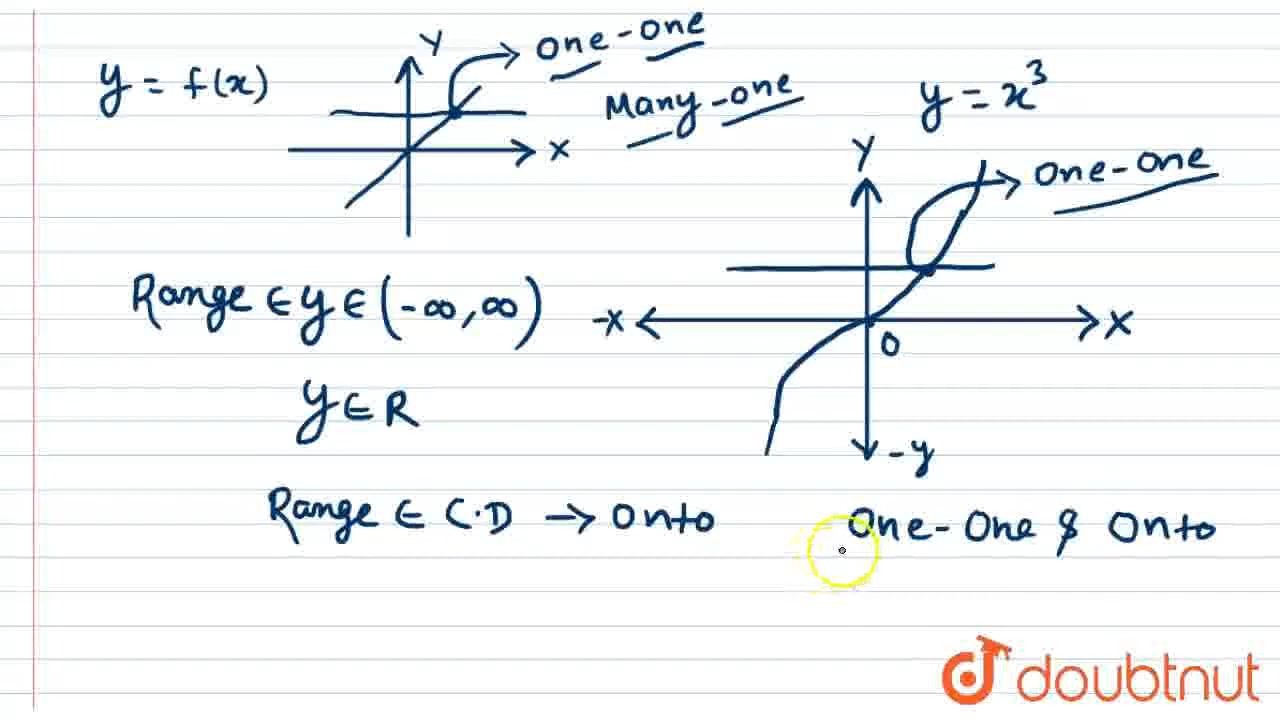 y = f(x)
Y
One-One
Many-one
X
y = x³
Y
One-One
Range ∈ y ∈ (-∞, ∞)
-X
X
0
y ∈ R
-y
Range ∈ C.D → Onto
One-One & Onto
doubtnut